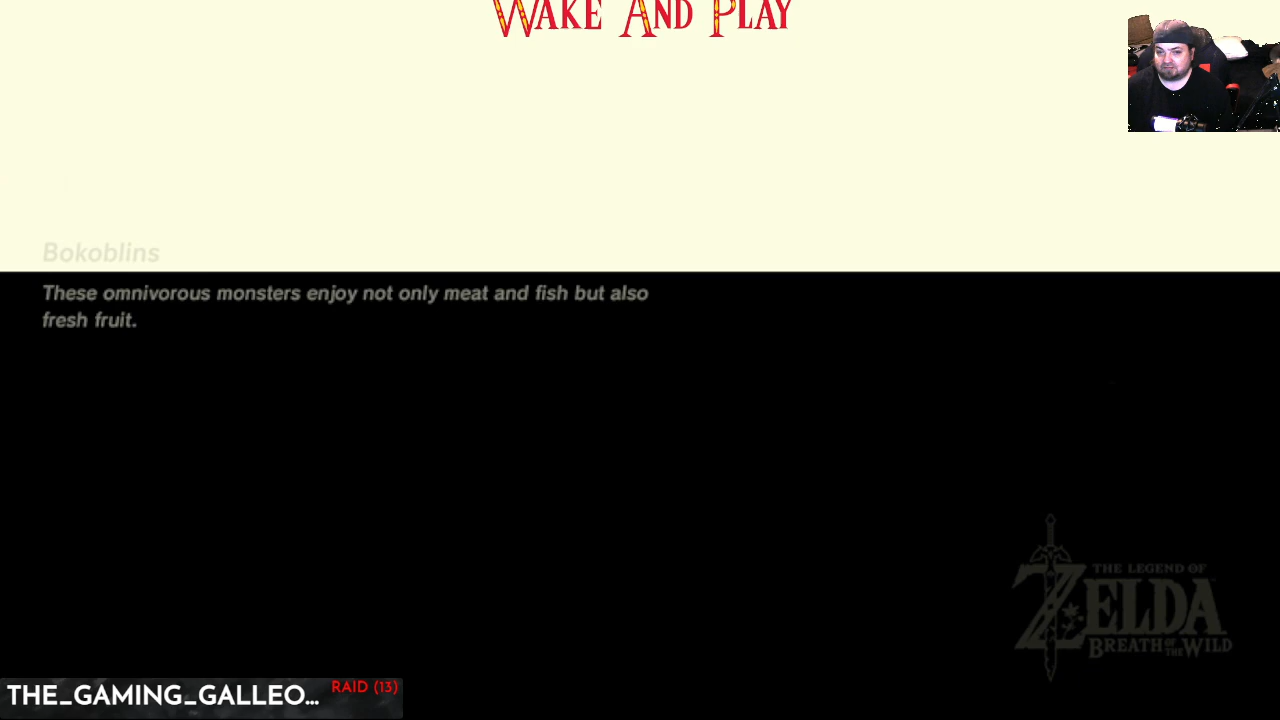 Wake And Play
Bokoblins
These omnivorous monsters enjoy not only meat and fish but also
fresh fruit.
THE LEGEND OF
ZELDA
BREATH OF THE WILD
THE_GAMING_GALLEO...
RAID (13)